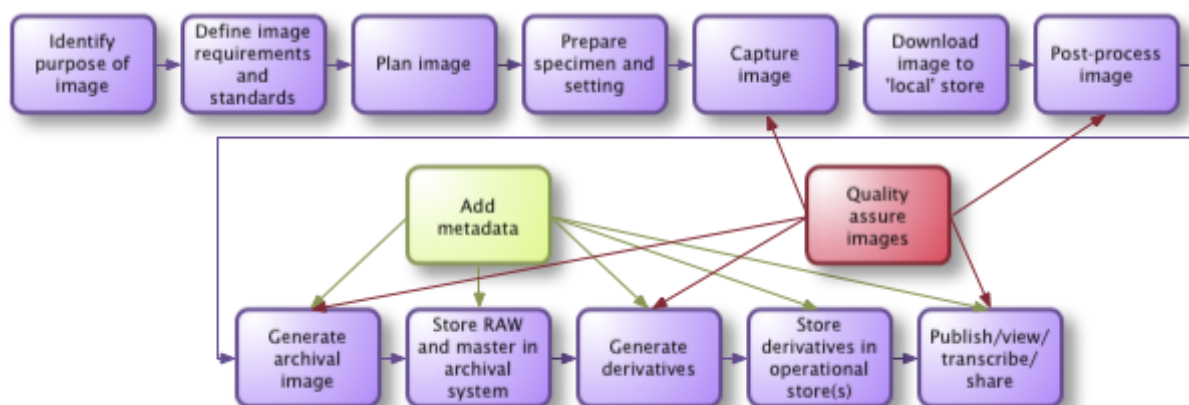 Identify
purpose of
image
Define image
requirements
and
standards
Plan image
Prepare
specimen and
setting
Capture
image
Download
image to
'local' store
Post-process
image
Add
metadata
Quality
assure
images
Generate
archival
image
Store RAW
and master in
archival
system
Generate
derivatives
Store
derivatives in
operational
store(s)
Publish/view/
transcribe/
share